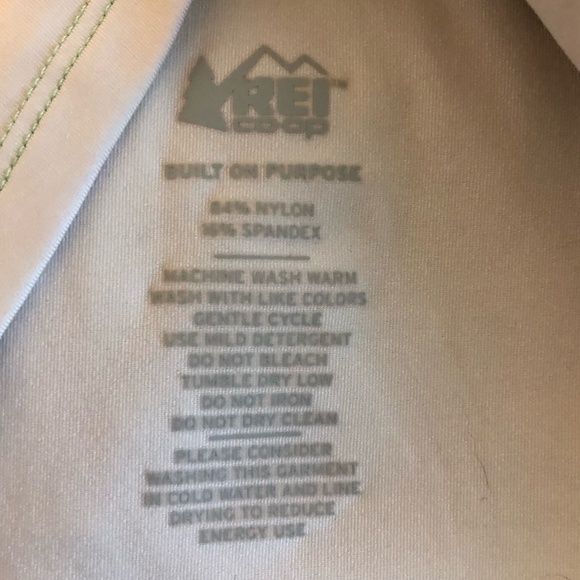 REI
co·op
BUILT ON PURPOSE
84% NYLON
16% SPANDEX
MACHINE WASH WARM
WASH WITH LIKE COLORS
GENTLE CYCLE
USE MILD DETERGENT
DO NOT BLEACH
TUMBLE DRY LOW
DO NOT IRON
DO NOT DRY CLEAN
PLEASE CONSIDER
WASHING THIS GARMENT
IN COLD WATER AND LINE
DRYING TO REDUCE
ENERGY USE